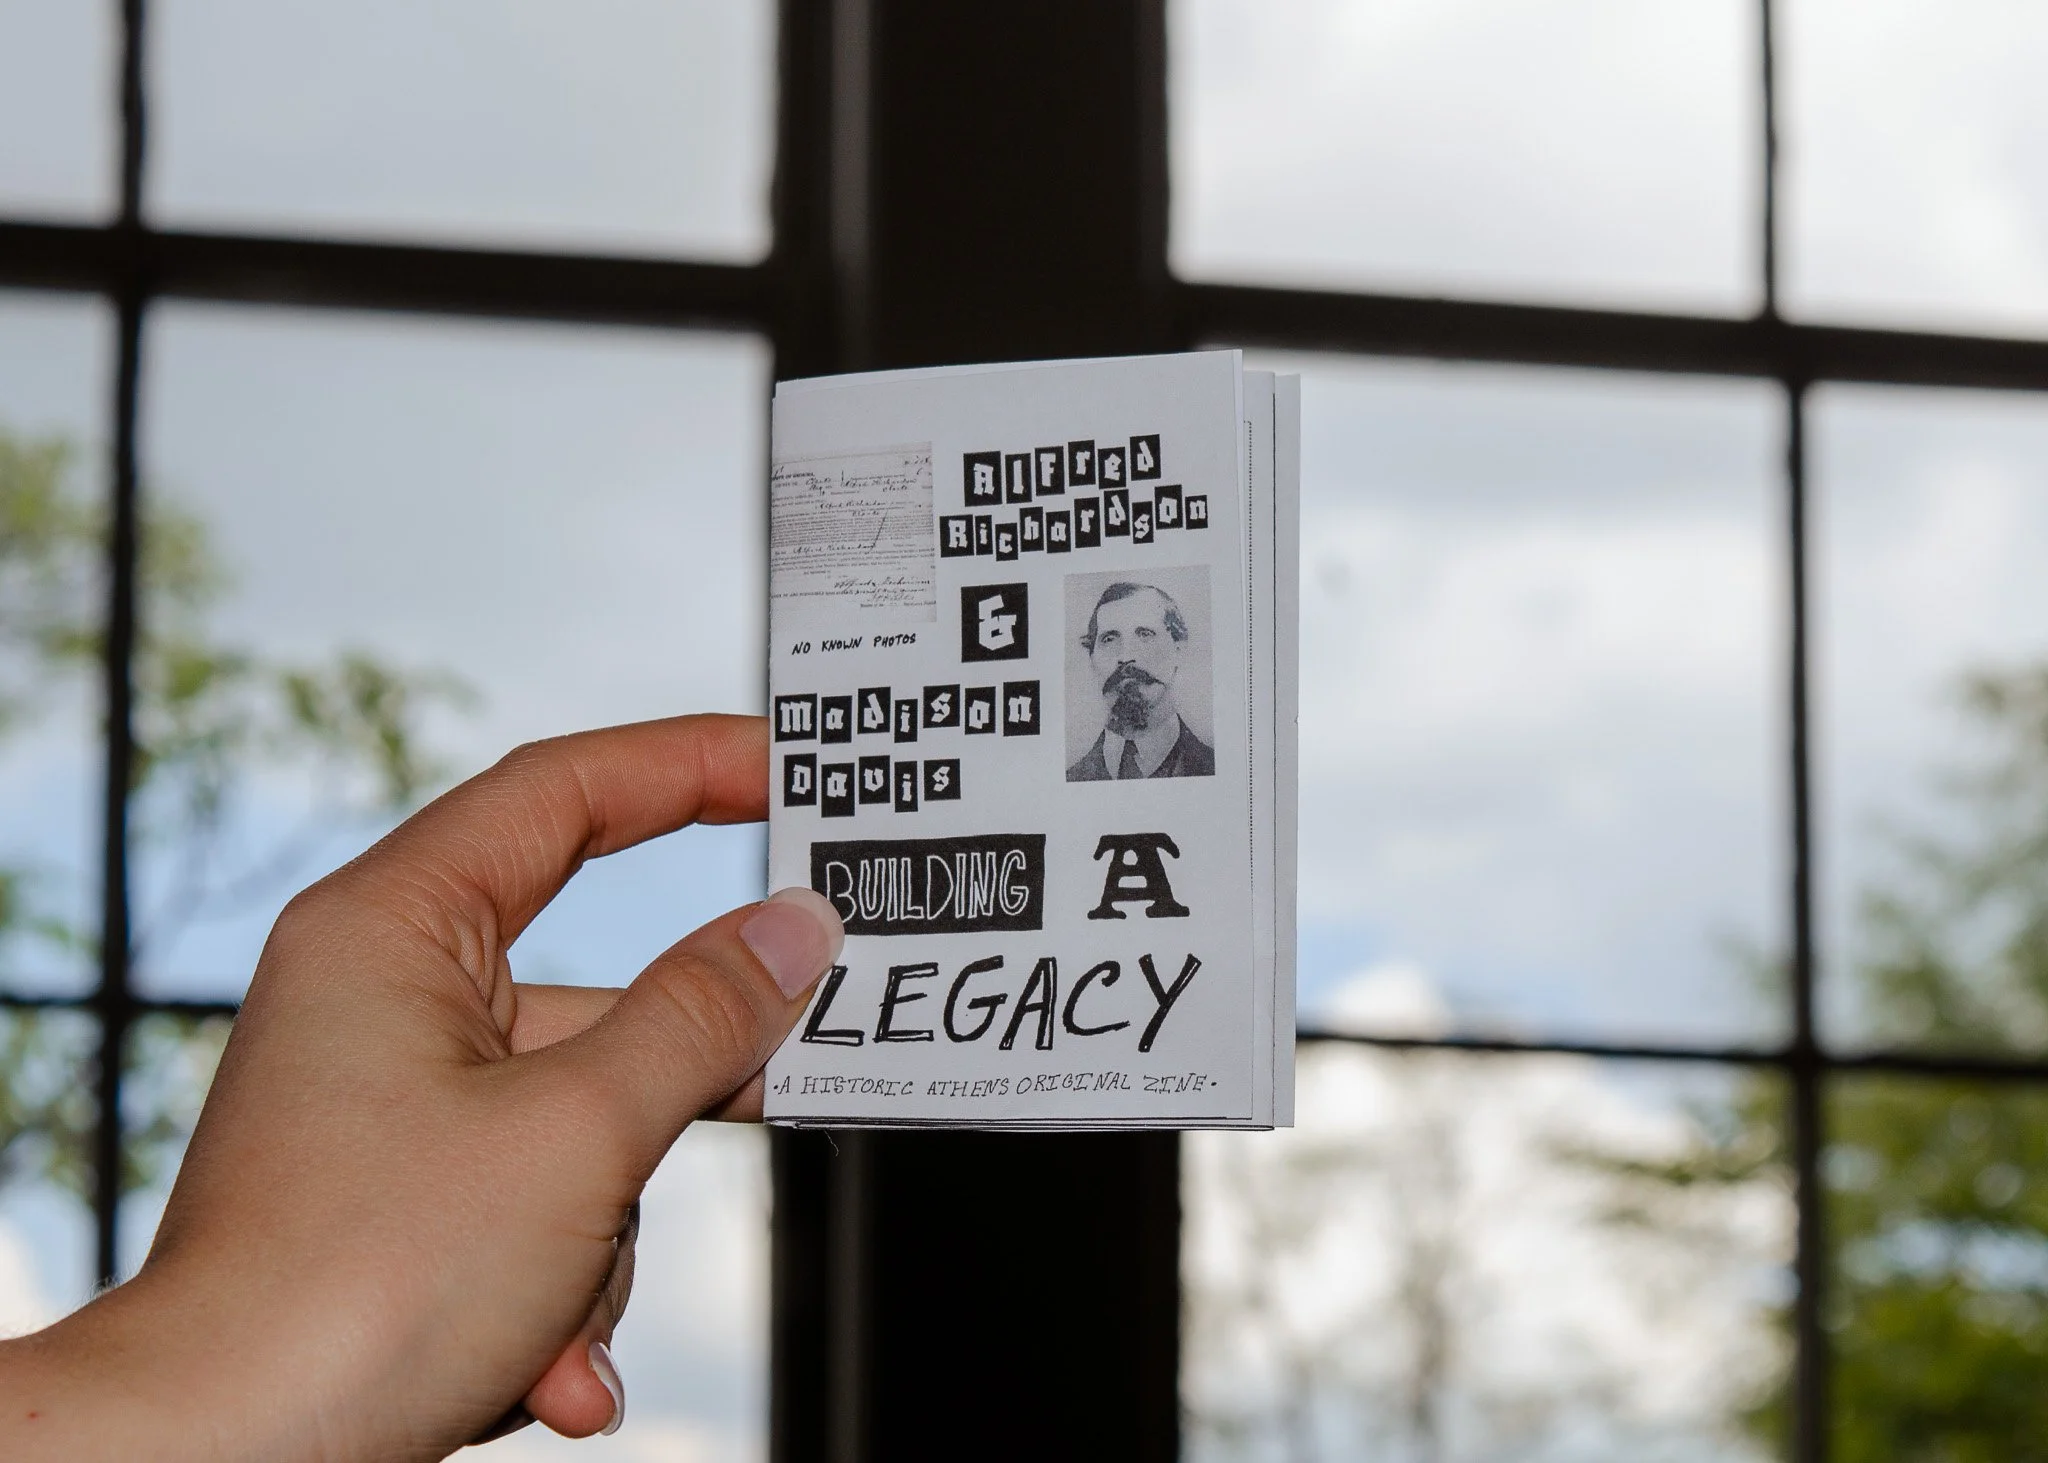 Alfred
Richardson
&
NO KNOWN PHOTOS
Madison
Davis
BUILDING A
LEGACY
•A HISTORIC ATHENS ORIGINAL ZINE•